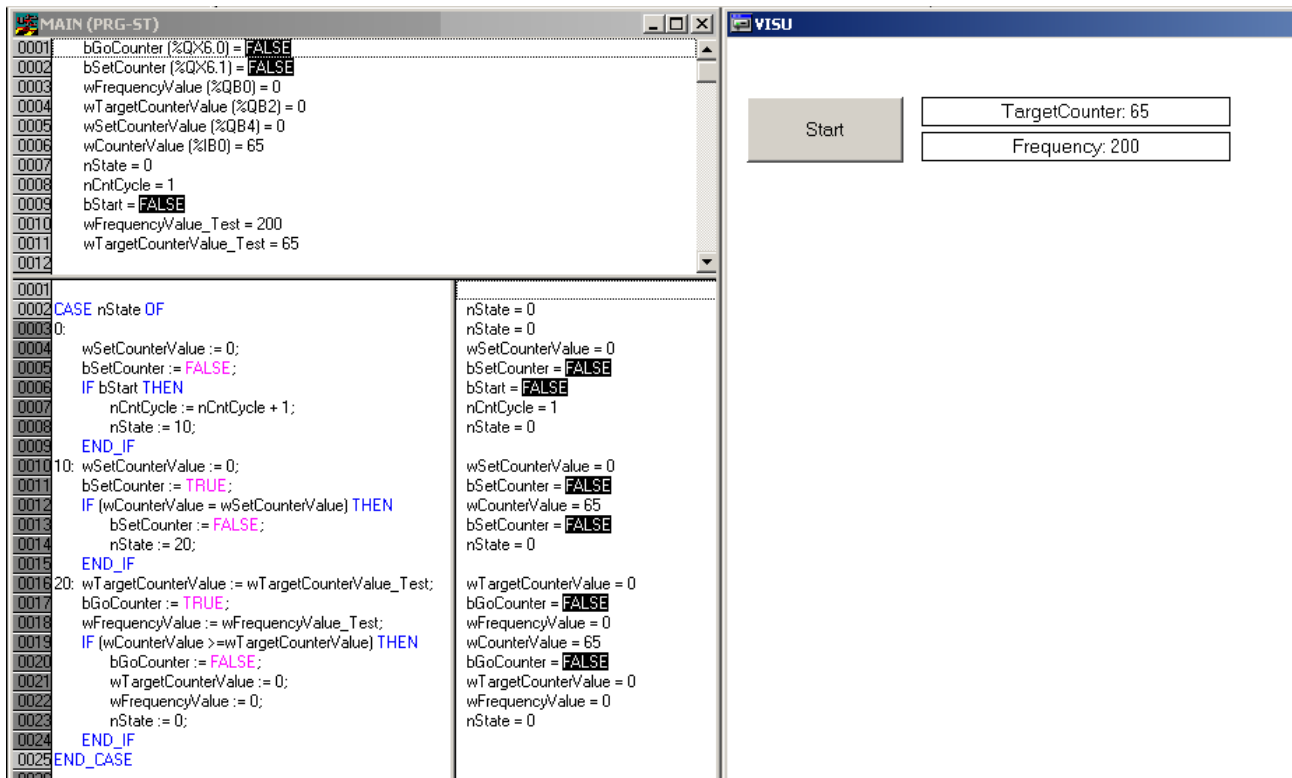 MAIN (PRG-ST)
0001 bGoCounter (%QX6.0) = FALSE
0002 bSetCounter (%QX6.1) = FALSE
0003 wFrequencyValue (%QB0) = 0
0004 wTargetCounterValue (%QB2) = 0
0005 wSetCounterValue (%QB4) = 0
0006 wCounterValue (%IB0) = 65
0007 nState = 0
0008 nCntCycle = 1
0009 bStart = FALSE
0010 wFrequencyValue_Test = 200
0011 wTargetCounterValue_Test = 65
0012
0001
0002 CASE nState OF nState = 0
0003 0: nState = 0
0004 wSetCounterValue := 0; wSetCounterValue = 0
0005 bSetCounter := FALSE; bSetCounter = FALSE
0006 IF bStart THEN bStart = FALSE
0007 nCntCycle := nCntCycle + 1; nCntCycle = 1
0008 nState := 10; nState = 0
0009 END_IF
0010 10: wSetCounterValue := 0; wSetCounterValue = 0
0011 bSetCounter := TRUE; bSetCounter = FALSE
0012 IF (wCounterValue = wSetCounterValue) THEN wCounterValue = 65
0013 bSetCounter := FALSE; bSetCounter = FALSE
0014 nState := 20; nState = 0
0015 END_IF
0016 20: wTargetCounterValue := wTargetCounterValue_Test; wTargetCounterValue = 0
0017 bGoCounter := TRUE; bGoCounter = FALSE
0018 wFrequencyValue := wFrequencyValue_Test; wFrequencyValue = 0
0019 IF (wCounterValue >=wTargetCounterValue) THEN wCounterValue = 65
0020 bGoCounter := FALSE; bGoCounter = FALSE
0021 wTargetCounterValue := 0; wTargetCounterValue = 0
0022 wFrequencyValue := 0; wFrequencyValue = 0
0023 nState := 0; nState = 0
0024 END_IF
0025 END_CASE
VISU
Start
TargetCounter: 65
Frequency: 200